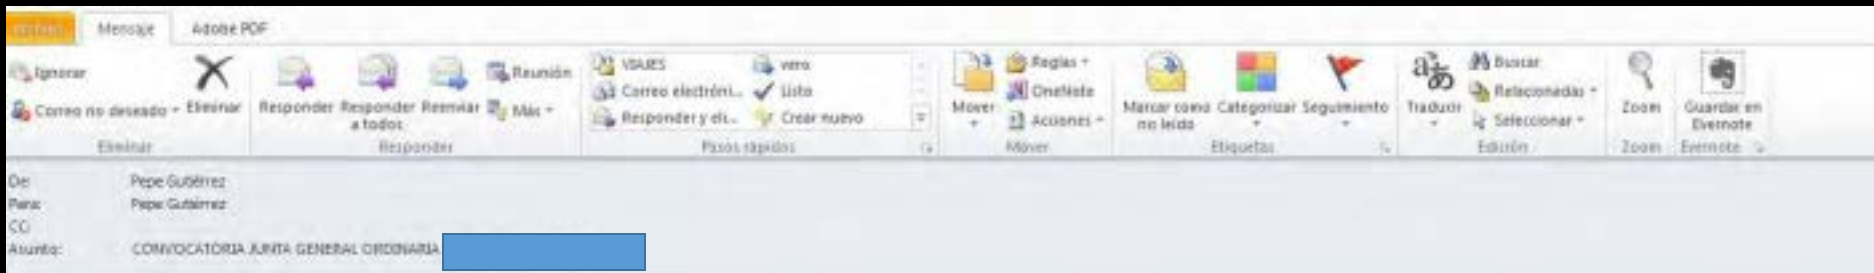 Mensaje Adobe PDF
Ignorar
Correo no deseado Eliminar
Eliminar
Responder Responder a todos Reenviar
Reunión
Más
Responder
VIAJES vero
Correo electróni... Listo
Responder y eli... Crear nuevo
Pasos rápidos
Mover
Reglas
OneNote
Acciones
Mover
Marcar como no leído Categorizar Seguimiento
Etiquetas
Traducir
Buscar
Relacionadas
Seleccionar
Edición
Zoom
Zoom
Guardar en Evernote
Evernote
De: Pepe Gutiérrez
Para: Pepe Gutiérrez
CC
Asunto: CONVOCATORIA JUNTA GENERAL ORDINARIA